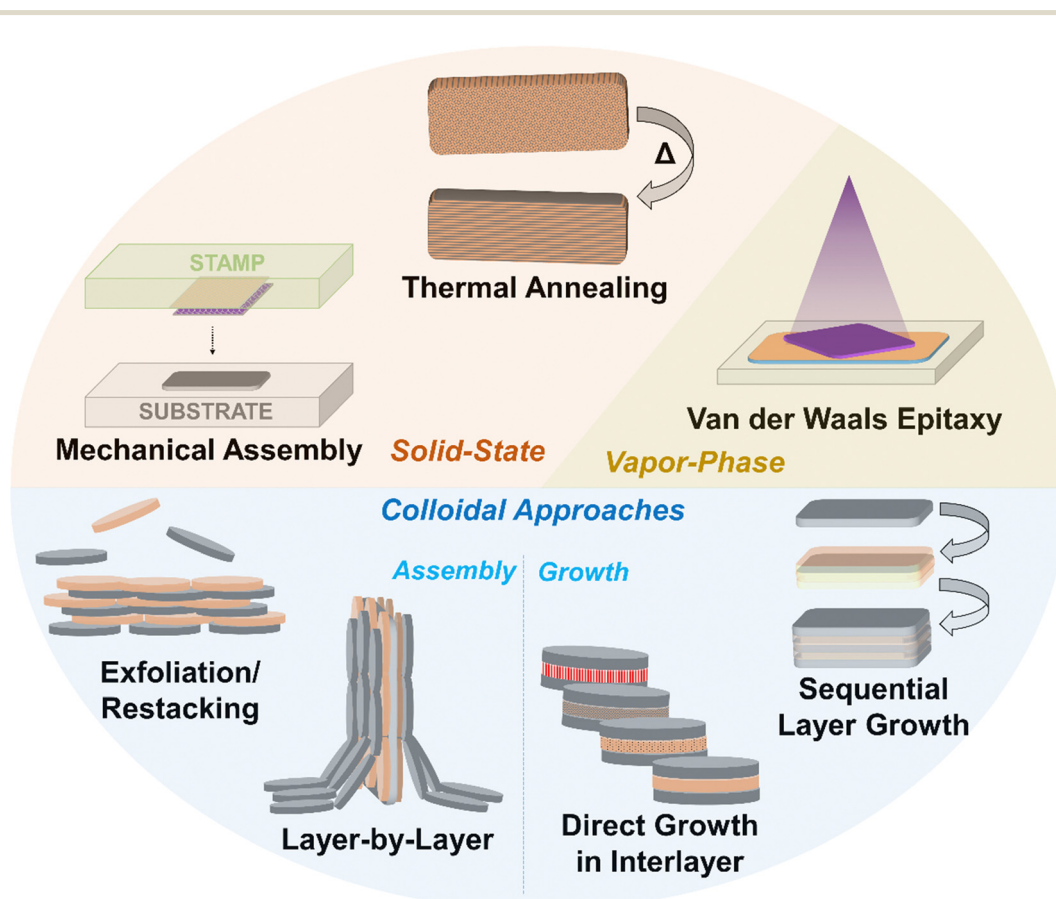 Δ
STAMP
Thermal Annealing
SUBSTRATE
Mechanical Assembly
Solid-State
Van der Waals Epitaxy
Vapor-Phase
Colloidal Approaches
Assembly
Growth
Exfoliation/
Restacking
Layer-by-Layer
Direct Growth
in Interlayer
Sequential
Layer Growth